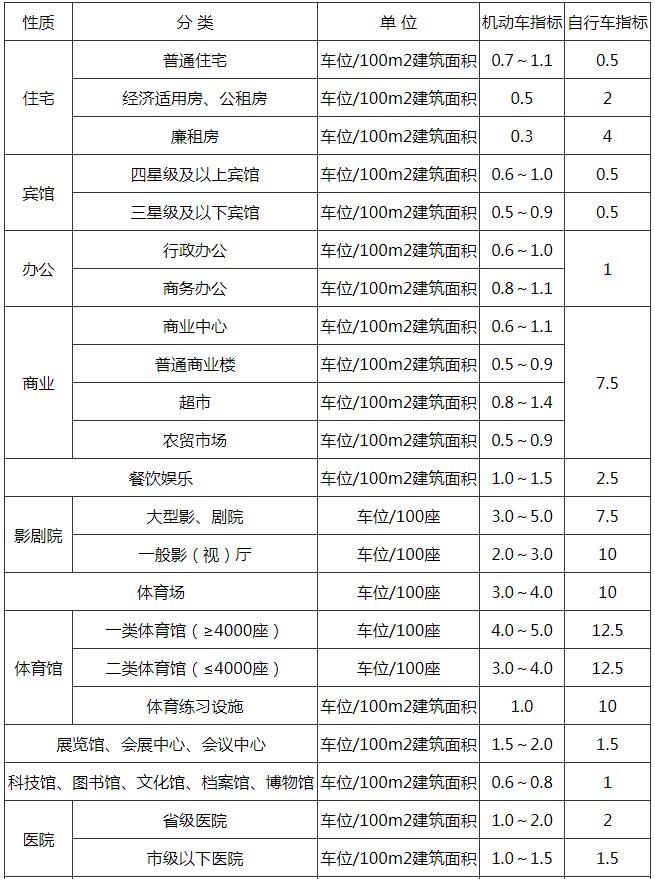 性质 分 类 单 位 机动车指标 自行车指标
住宅 普通住宅 车位/100m2建筑面积 0.7～1.1 0.5
经济适用房、公租房 车位/100m2建筑面积 0.5 2
廉租房 车位/100m2建筑面积 0.3 4
宾馆 四星级及以上宾馆 车位/100m2建筑面积 0.6～1.0 0.5
三星级及以下宾馆 车位/100m2建筑面积 0.5～0.9 0.5
办公 行政办公 车位/100m2建筑面积 0.6～1.0 1
商务办公 车位/100m2建筑面积 0.8～1.1
商业 商业中心 车位/100m2建筑面积 0.6～1.1 7.5
普通商业楼 车位/100m2建筑面积 0.5～0.9
超市 车位/100m2建筑面积 0.8～1.4
农贸市场 车位/100m2建筑面积 0.5～0.9
餐饮娱乐 车位/100m2建筑面积 1.0～1.5 2.5
影剧院 大型影、剧院 车位/100座 3.0～5.0 7.5
一般影（视）厅 车位/100座 2.0～3.0 10
体育场 车位/100座 3.0～4.0 10
体育馆 一类体育馆（≥4000座） 车位/100座 4.0～5.0 12.5
二类体育馆（≤4000座） 车位/100座 3.0～4.0 12.5
体育练习设施 车位/100m2建筑面积 1.0 10
展览馆、会展中心、会议中心 车位/100m2建筑面积 1.5～2.0 1.5
科技馆、图书馆、文化馆、档案馆、博物馆 车位/100m2建筑面积 0.6～0.8 1
医院 省级医院 车位/100m2建筑面积 1.0～2.0 2
市级以下医院 车位/100m2建筑面积 1.0～1.5 1.5